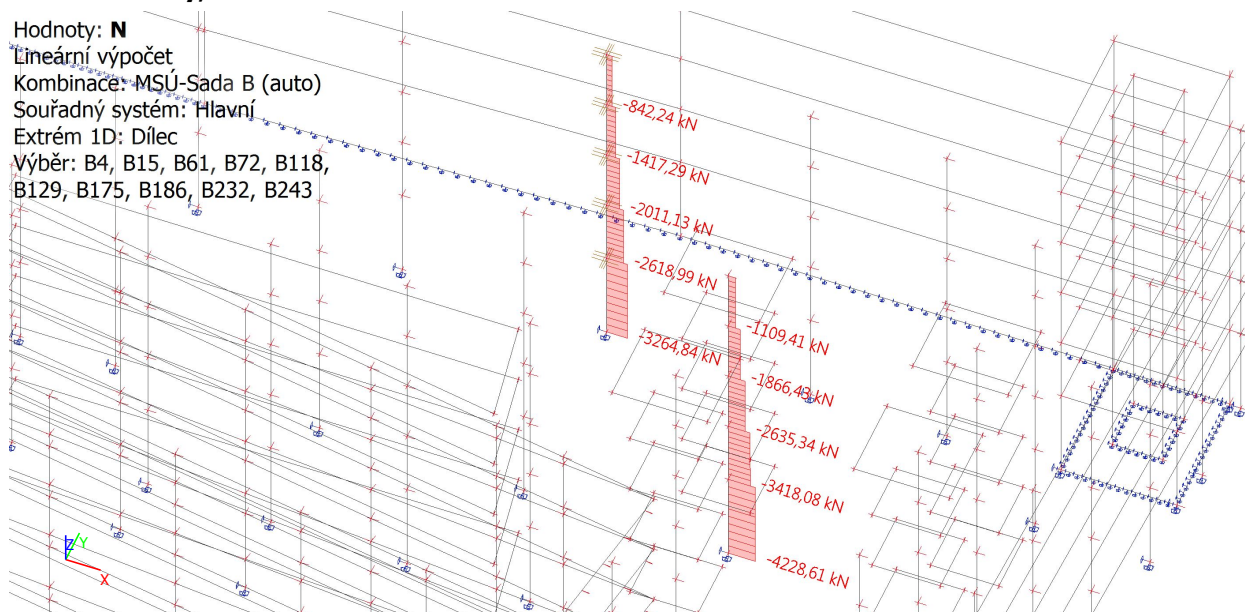 Hodnoty: N
Lineární výpočet
Kombinace: MSÚ-Sada B (auto)
Souřadný systém: Hlavní
Extrém 1D: Dílec
Výběr: B4, B15, B61, B72, B118,
B129, B175, B186, B232, B243
-842,24 kN
-1417,29 kN
-2011,13 kN
-2618,99 kN
-3264,84 kN
-1109,41 kN
-1866,43 kN
-2635,34 kN
-3418,08 kN
-4228,61 kN
Z
Y
X